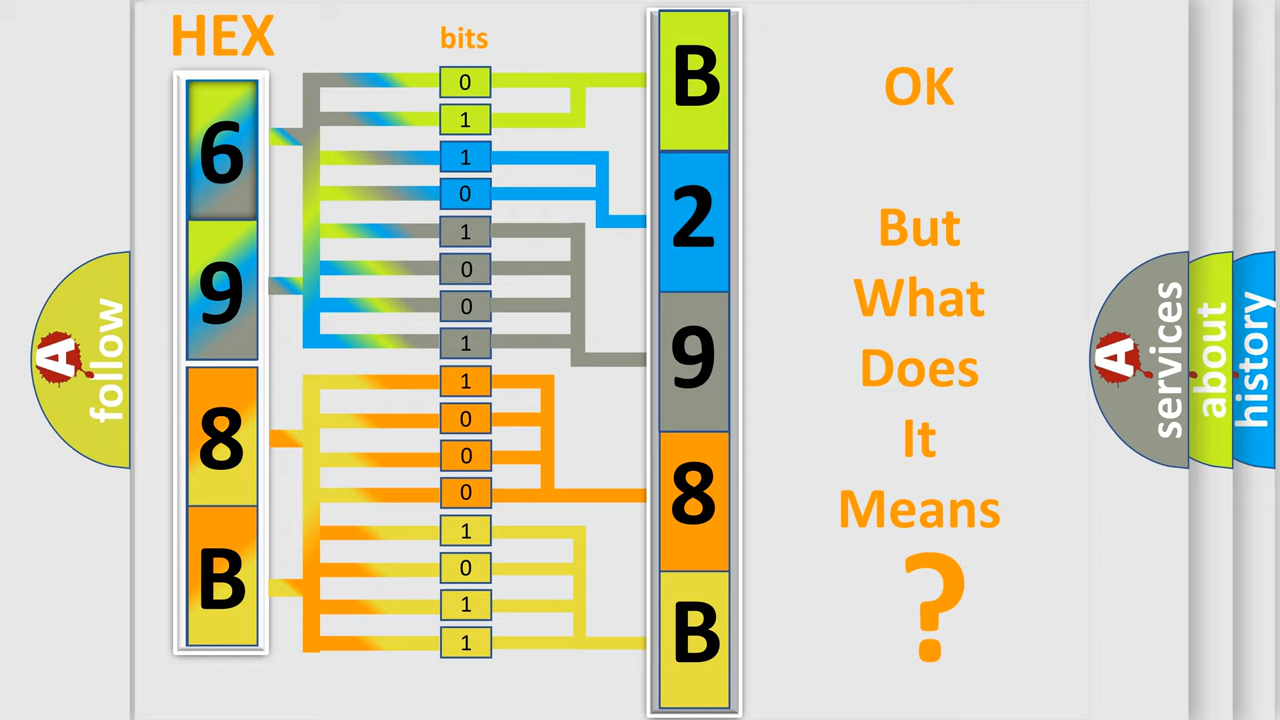 HEX
bits
6
9
8
B
0
1
1
0
1
0
0
1
1
0
0
0
1
0
1
1
B
2
9
8
B
OK
But
What
Does
It
Means
?
A
follow
A
services
about
history